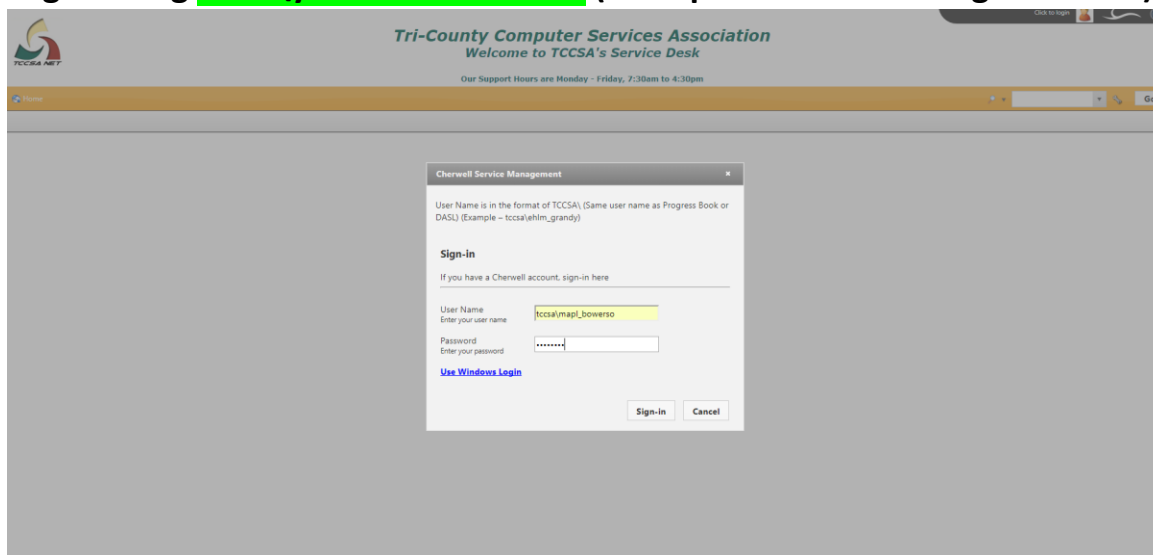 Click to login
Tri-County Computer Services Association
Welcome to TCCSA's Service Desk
TCCSA NET
Our Support Hours are Monday - Friday, 7:30am to 4:30pm
Home
Cherwell Service Management
User Name is in the format of TCCSA\ (Same user name as Progress Book or
DASL) (Example – tccsa\ehlm_grandy)
Sign-in
If you have a Cherwell account, sign-in here
User Name
Enter your user name
tccsa\mapl_bowerso
Password
Enter your password
Use Windows Login
Sign-in Cancel